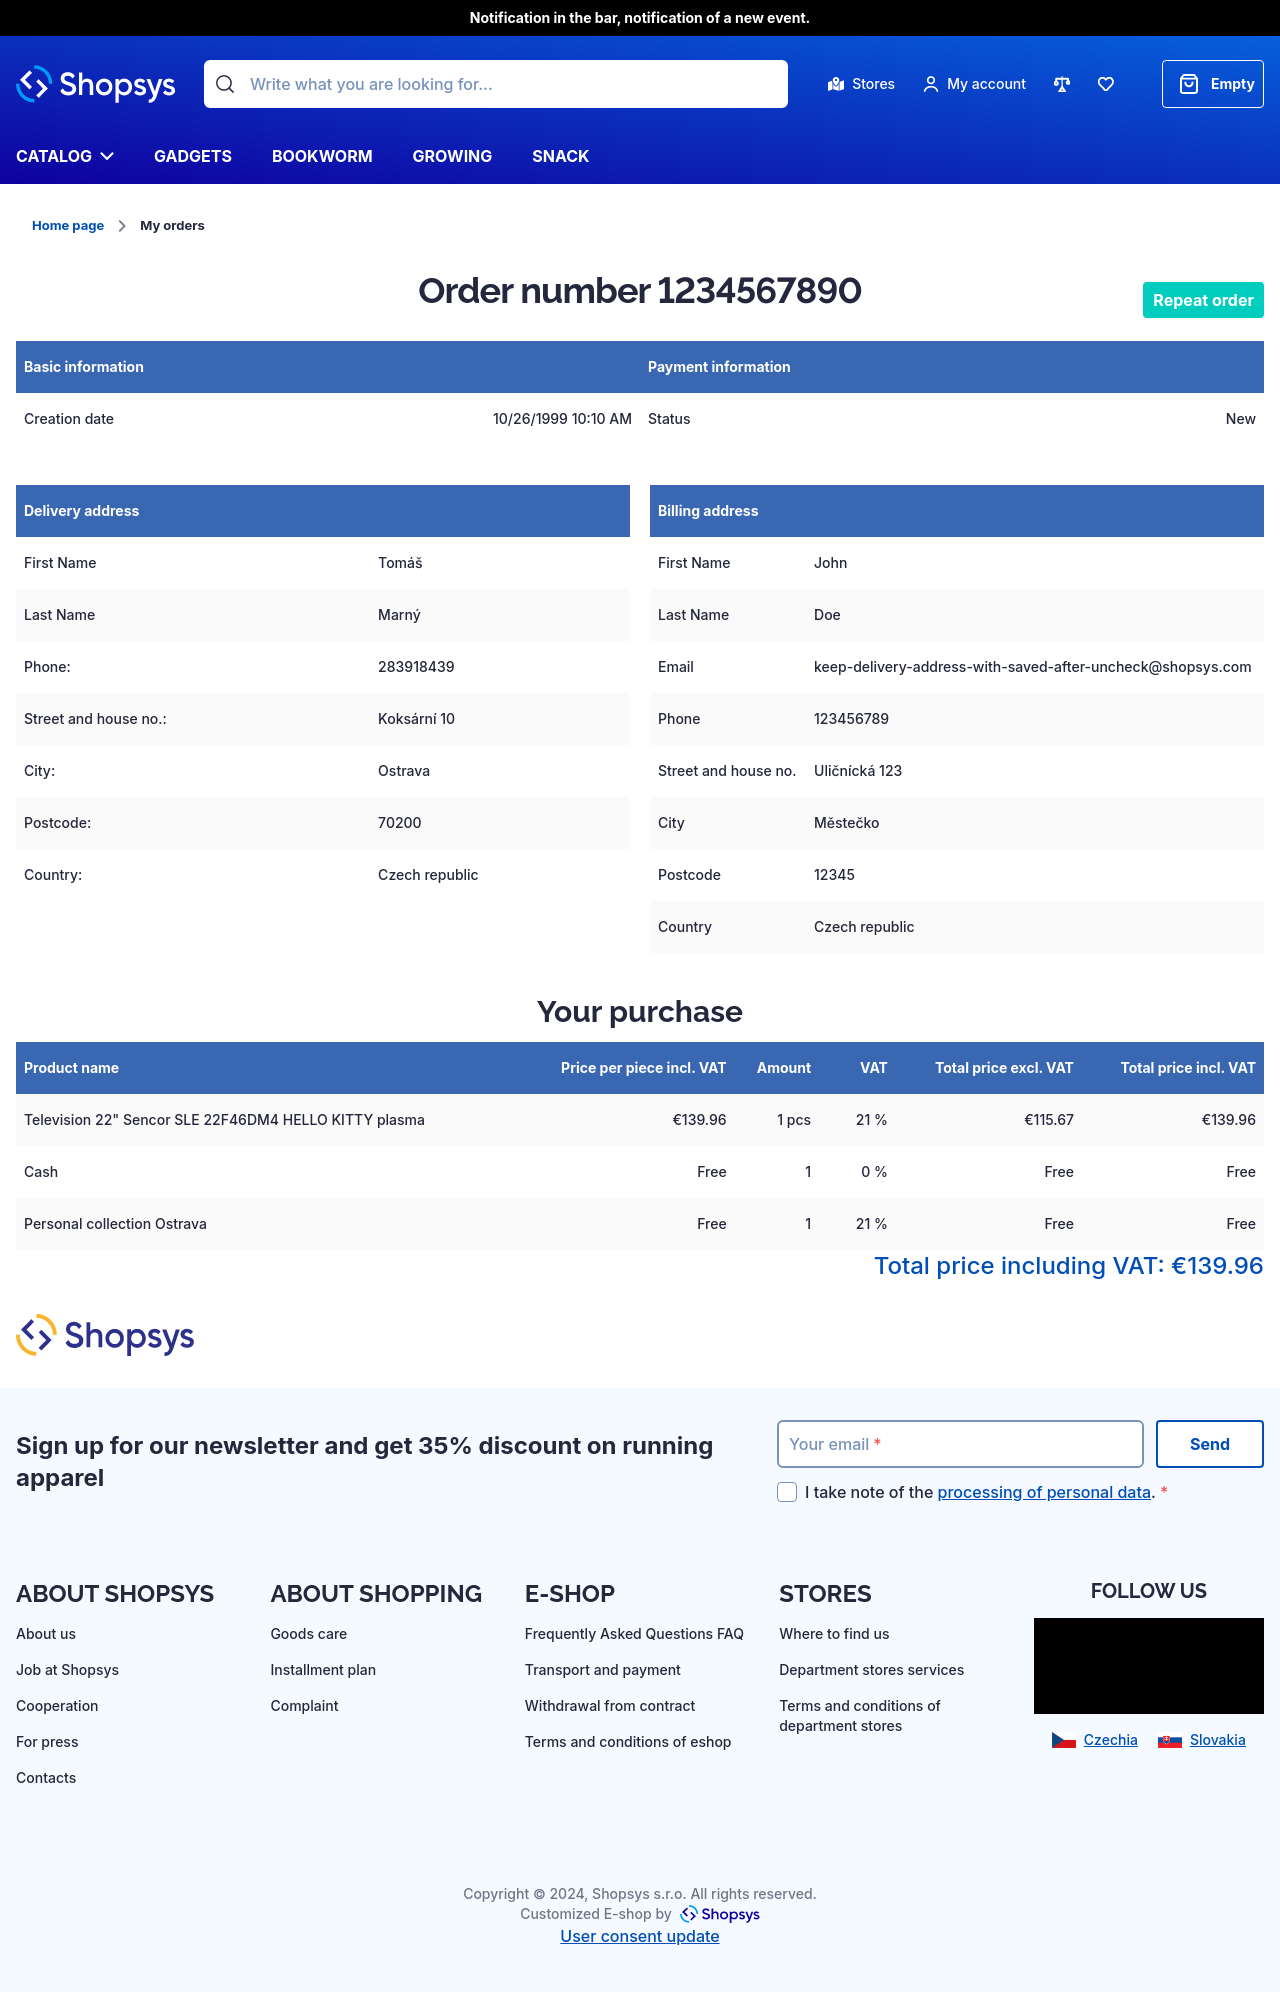 Notification in the bar, notification of a new event.
Shopsys
Write what you are looking for...
Stores
My account
Empty
CATALOG GADGETS BOOKWORM GROWING SNACK
Home page My orders
Order number 1234567890
Repeat order
Basic information Payment information
Creation date 10/26/1999 10:10 AM Status New
Delivery address
First Name Tomáš
Last Name Marný
Phone: 283918439
Street and house no.: Koksární 10
City: Ostrava
Postcode: 70200
Country: Czech republic
Billing address
First Name John
Last Name Doe
Email keep-delivery-address-with-saved-after-uncheck@shopsys.com
Phone 123456789
Street and house no. Uličnícká 123
City Městečko
Postcode 12345
Country Czech republic
Your purchase
Product name Price per piece incl. VAT Amount VAT Total price excl. VAT Total price incl. VAT
Television 22" Sencor SLE 22F46DM4 HELLO KITTY plasma €139.96 1 pcs 21 % €115.67 €139.96
Cash Free 1 0 % Free Free
Personal collection Ostrava Free 1 21 % Free Free
Total price including VAT: €139.96
Shopsys
Sign up for our newsletter and get 35% discount on running
apparel
Your email *
Send
I take note of the processing of personal data. *
ABOUT SHOPSYS
About us
Job at Shopsys
Cooperation
For press
Contacts
ABOUT SHOPPING
Goods care
Installment plan
Complaint
E-SHOP
Frequently Asked Questions FAQ
Transport and payment
Withdrawal from contract
Terms and conditions of eshop
STORES
Where to find us
Department stores services
Terms and conditions of
department stores
FOLLOW US
Czechia Slovakia
Copyright © 2024, Shopsys s.r.o. All rights reserved.
Customized E-shop by Shopsys
User consent update